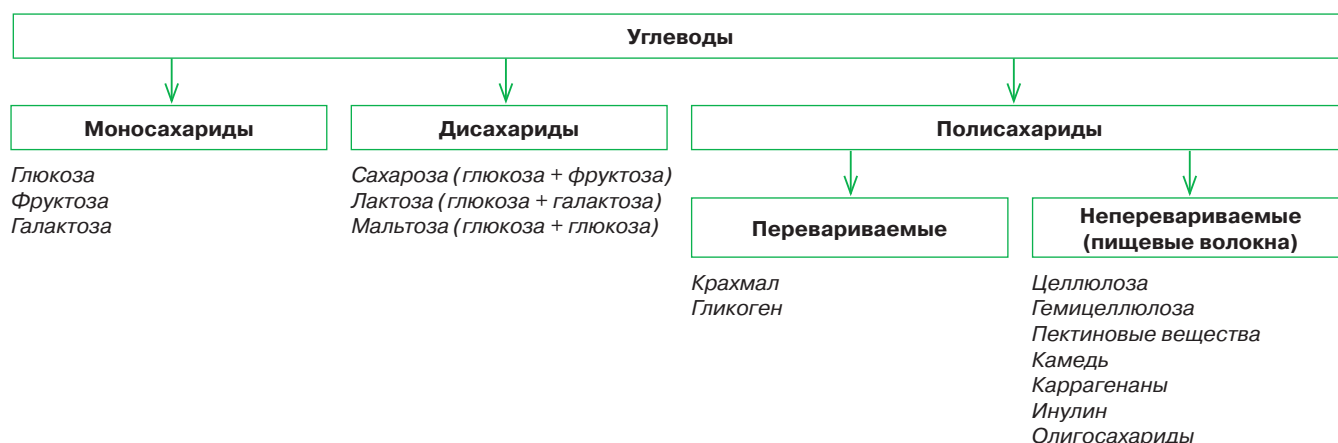 Углеводы
Моносахариды
Дисахариды
Полисахариды
Глюкоза
Фруктоза
Галактоза
Сахароза (глюкоза + фруктоза)
Лактоза (глюкоза + галактоза)
Мальтоза (глюкоза + глюкоза)
Перевариваемые
Неперевариваемые
(пищевые волокна)
Крахмал
Гликоген
Целлюлоза
Гемицеллюлоза
Пектиновые вещества
Камедь
Каррагенаны
Инулин
Олигосахариды